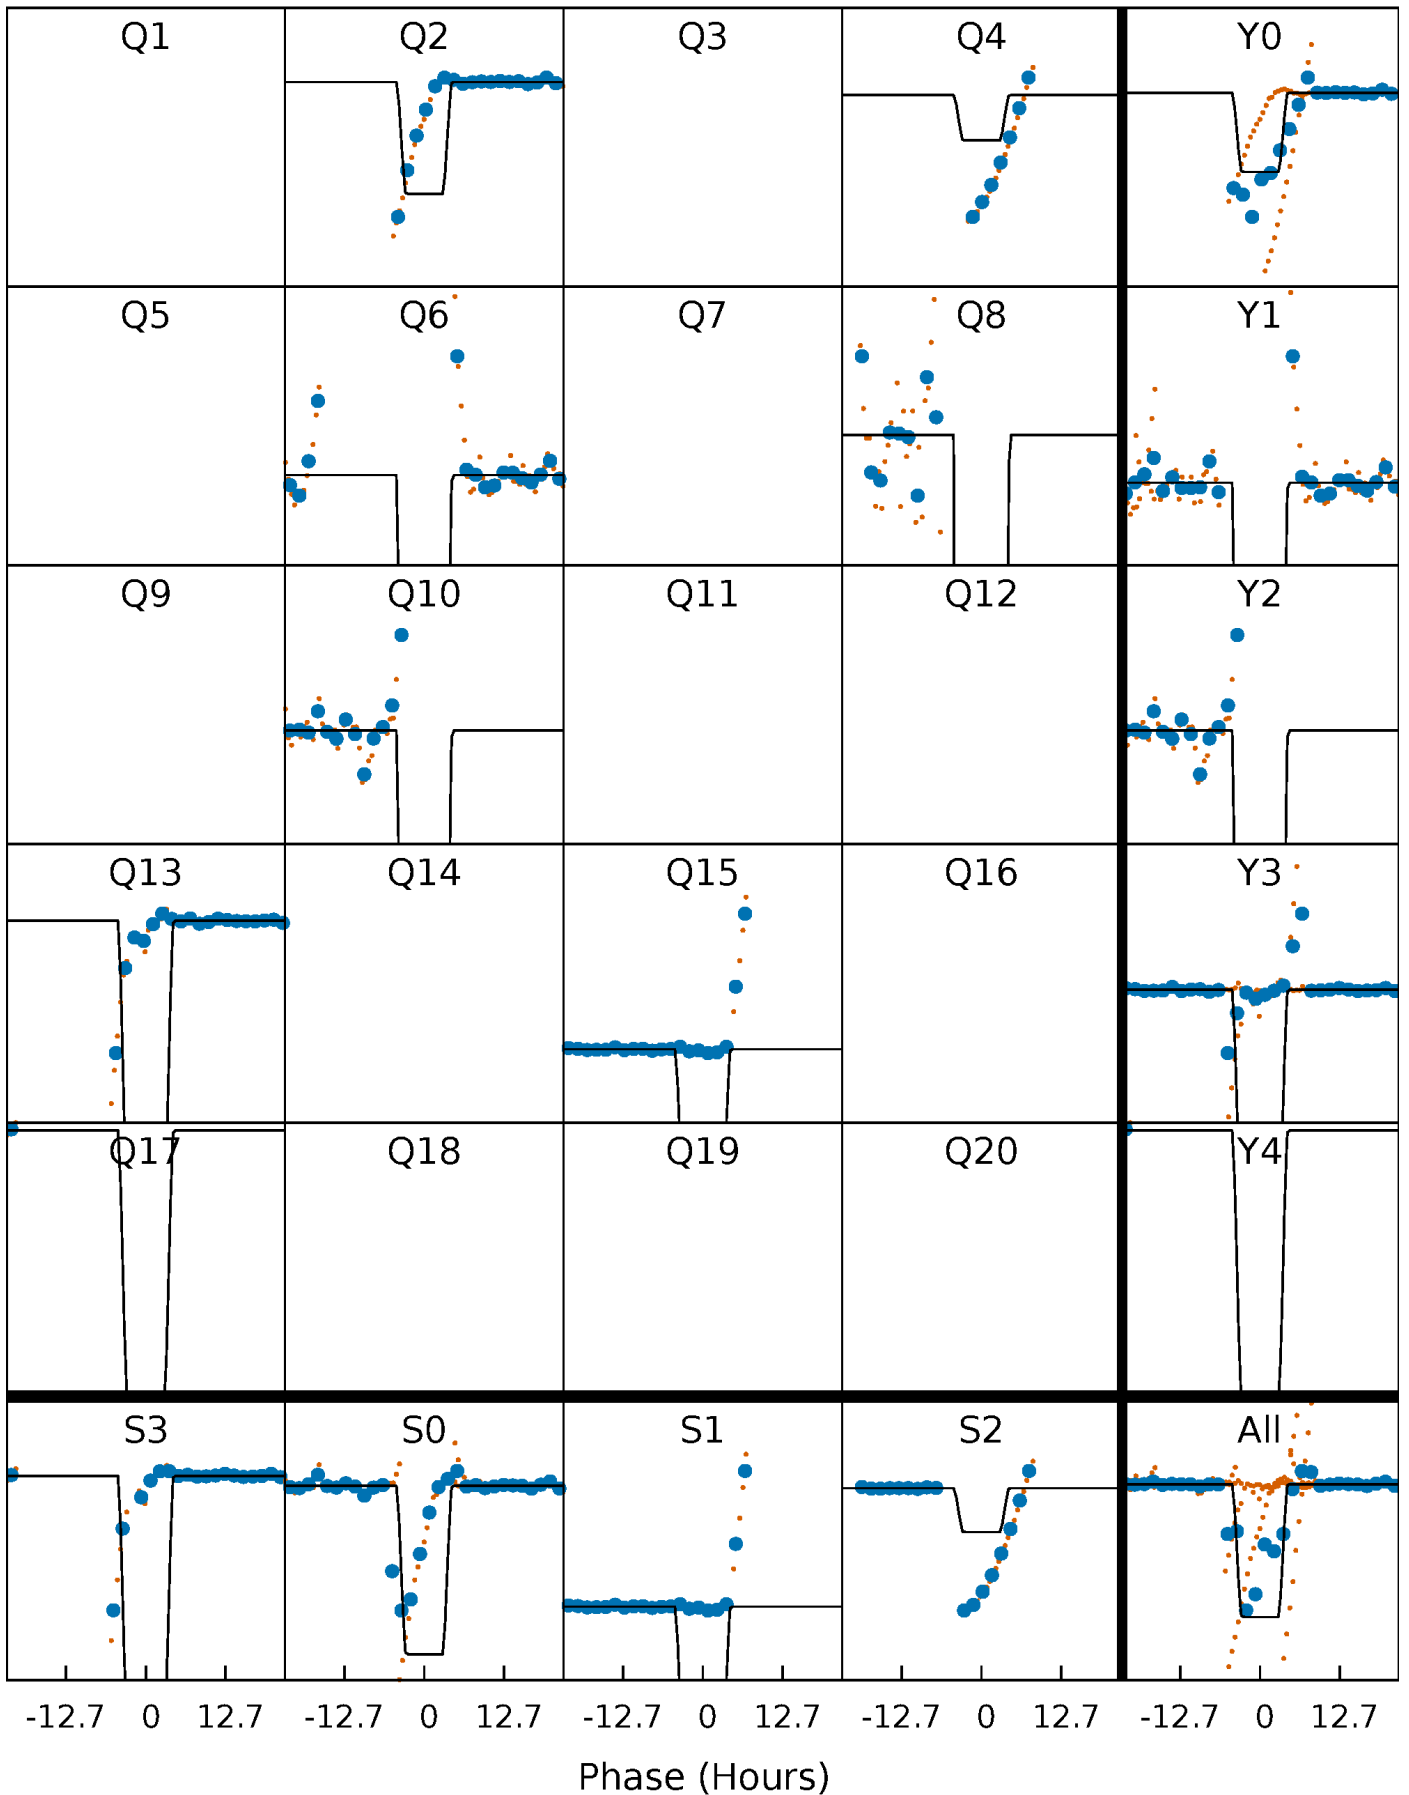 Q1 Q2 Q3 Q4 Y0
Q5 Q6 Q7 Q8 Y1
Q9 Q10 Q11 Q12 Y2
Q13 Q14 Q15 Q16 Y3
Q17 Q18 Q19 Q20 Y4
S3 S0 S1 S2 All
-12.7 0 12.7 -12.7 0 12.7 -12.7 0 12.7 -12.7 0 12.7 -12.7 0 12.7
Phase (Hours)